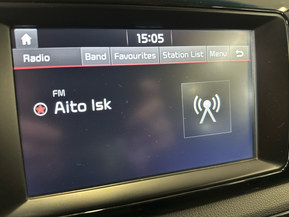 15:05
Radio Band Favourites Station List Menu
FM
Aito Isk